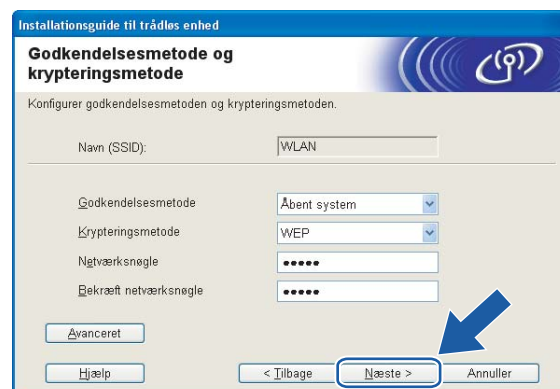 Installationsguide til trådløs enhed
Godkendelsesmetode og
krypteringsmetode
Konfigurer godkendelsesmetoden og krypteringsmetoden.
Navn (SSID): WLAN
Godkendelsesmetode Åbent system
Krypteringsmetode WEP
Netværksnøgle •••••
Bekræft netværksnøgle •••••
Avanceret
Hjælp < Tilbage Næste > Annuller